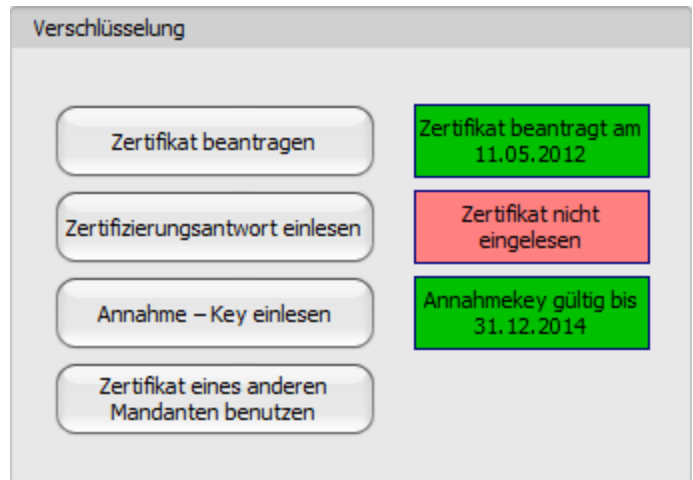 Verschlüsselung
Zertifikat beantragen
Zertifikat beantragt am
11.05.2012
Zertifizierungsantwort einlesen
Zertifikat nicht
eingelesen
Annahme – Key einlesen
Annahmekey gültig bis
31.12.2014
Zertifikat eines anderen
Mandanten benutzen